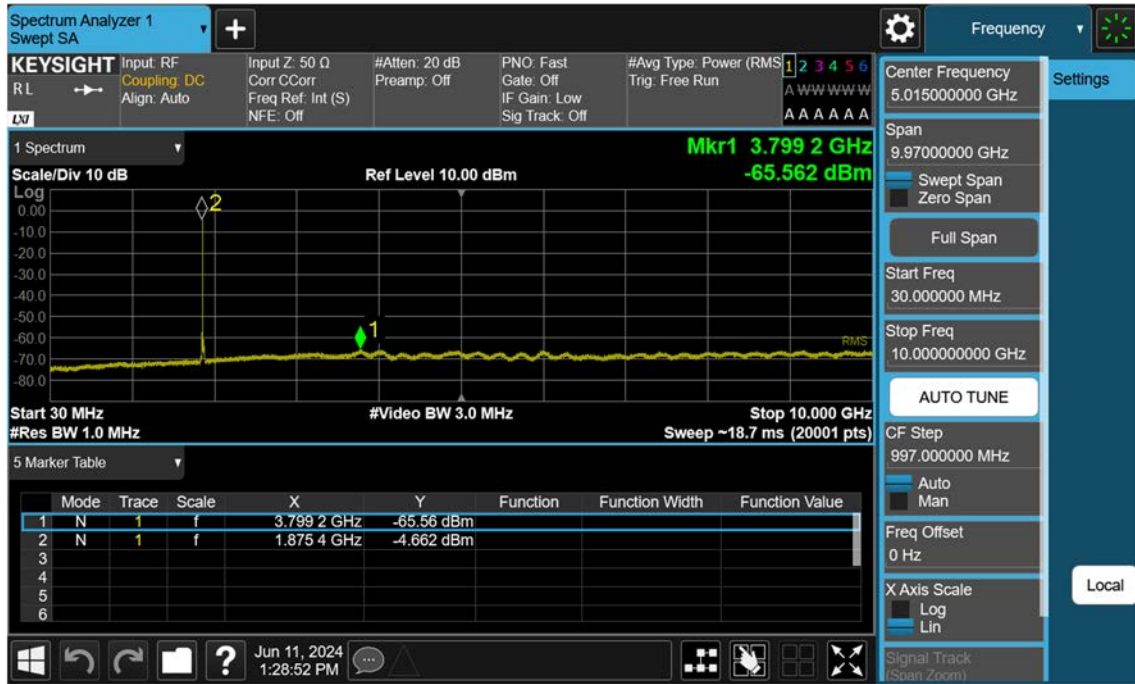 Spectrum Analyzer 1
Swept SA
+
Frequency
KEYSIGHT
RL
LXI
Input: RF
Coupling: DC
Align: Auto
Input Z: 50 Ω
Corr CCorr
Freq Ref: Int (S)
NFE: Off
#Atten: 20 dB
Preamp: Off
PNO: Fast
Gate: Off
IF Gain: Low
Sig Track: Off
#Avg Type: Power (RMS
Trig: Free Run
1 2 3 4 5 6
A W W W W W
A A A A A A
1 Spectrum
Scale/Div 10 dB
Ref Level 10.00 dBm
Mkr1 3.799 2 GHz
-65.562 dBm
Log
0.00
-10.0
-20.0
-30.0
-40.0
-50.0
-60.0
-70.0
-80.0
2
1
RMS
Start 30 MHz
#Video BW 3.0 MHz
Stop 10.000 GHz
#Res BW 1.0 MHz
Sweep ~18.7 ms (20001 pts)
5 Marker Table
Mode Trace Scale X Y Function Function Width Function Value
1 N 1 f 3.799 2 GHz -65.56 dBm
2 N 1 f 1.875 4 GHz -4.662 dBm
3
4
5
6
?
Jun 11, 2024
1:28:52 PM
Center Frequency
5.015000000 GHz
Span
9.97000000 GHz
Swept Span
Zero Span
Full Span
Start Freq
30.000000 MHz
Stop Freq
10.000000000 GHz
AUTO TUNE
CF Step
997.000000 MHz
Auto
Man
Freq Offset
0 Hz
X Axis Scale
Log
Lin
Signal Track
(Span Zoom)
Settings
Local